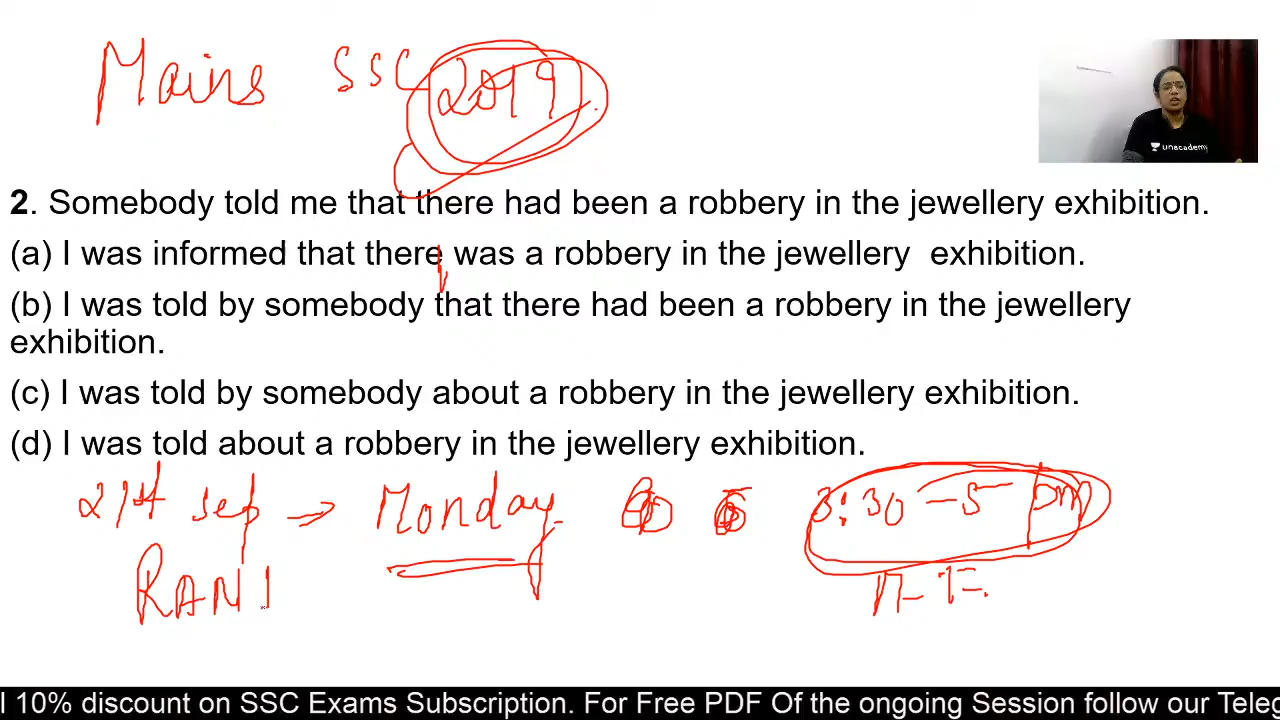 Mains SSC 2019
unacademy
2. Somebody told me that there had been a robbery in the jewellery exhibition.
(a) I was informed that there was a robbery in the jewellery exhibition.
(b) I was told by somebody that there had been a robbery in the jewellery
exhibition.
(c) I was told by somebody about a robbery in the jewellery exhibition.
(d) I was told about a robbery in the jewellery exhibition.
21st sep → Monday 3:30 - 5 pm
RANI
l 10% discount on SSC Exams Subscription. For Free PDF Of the ongoing Session follow our Teleg